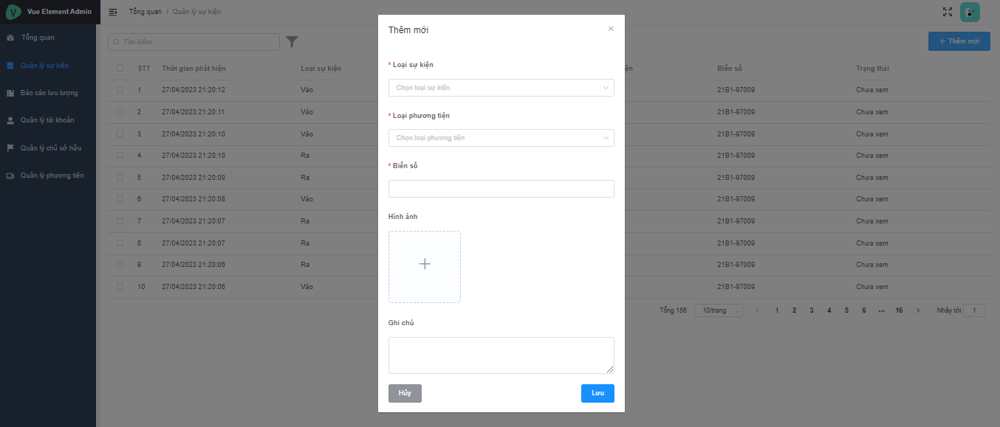 Vue Element Admin
Tổng quan / Quản lý sự kiện
Tổng quan
Quản lý sự kiện
Báo cáo lưu lượng
Quản lý tài khoản
Quản lý chủ sở hữu
Quản lý phương tiện
Tìm kiếm
+ Thêm mới
STT Thời gian phát hiện Loại sự kiện ện Biển số Trạng thái
1 27/04/2023 21:20:12 Vào 21B1-97009 Chưa xem
2 27/04/2023 21:20:11 Vào 21B1-97009 Chưa xem
3 27/04/2023 21:20:10 Vào 21B1-97009 Chưa xem
4 27/04/2023 21:20:10 Ra 21B1-97009 Chưa xem
5 27/04/2023 21:20:09 Ra 21B1-97009 Chưa xem
6 27/04/2023 21:20:08 Vào 21B1-97009 Chưa xem
7 27/04/2023 21:20:07 Ra 21B1-97009 Chưa xem
8 27/04/2023 21:20:07 Ra 21B1-97009 Chưa xem
9 27/04/2023 21:20:06 Ra 21B1-97009 Chưa xem
10 27/04/2023 21:20:06 Vào 21B1-97009 Chưa xem
Tổng 156 10/trang 1 2 3 4 5 6 ... 16 Nhảy tới 1
Thêm mới
* Loại sự kiện
Chọn loại sự kiện
* Loại phương tiện
Chọn loại phương tiện
* Biển số
Hình ảnh
Ghi chú
Hủy Lưu